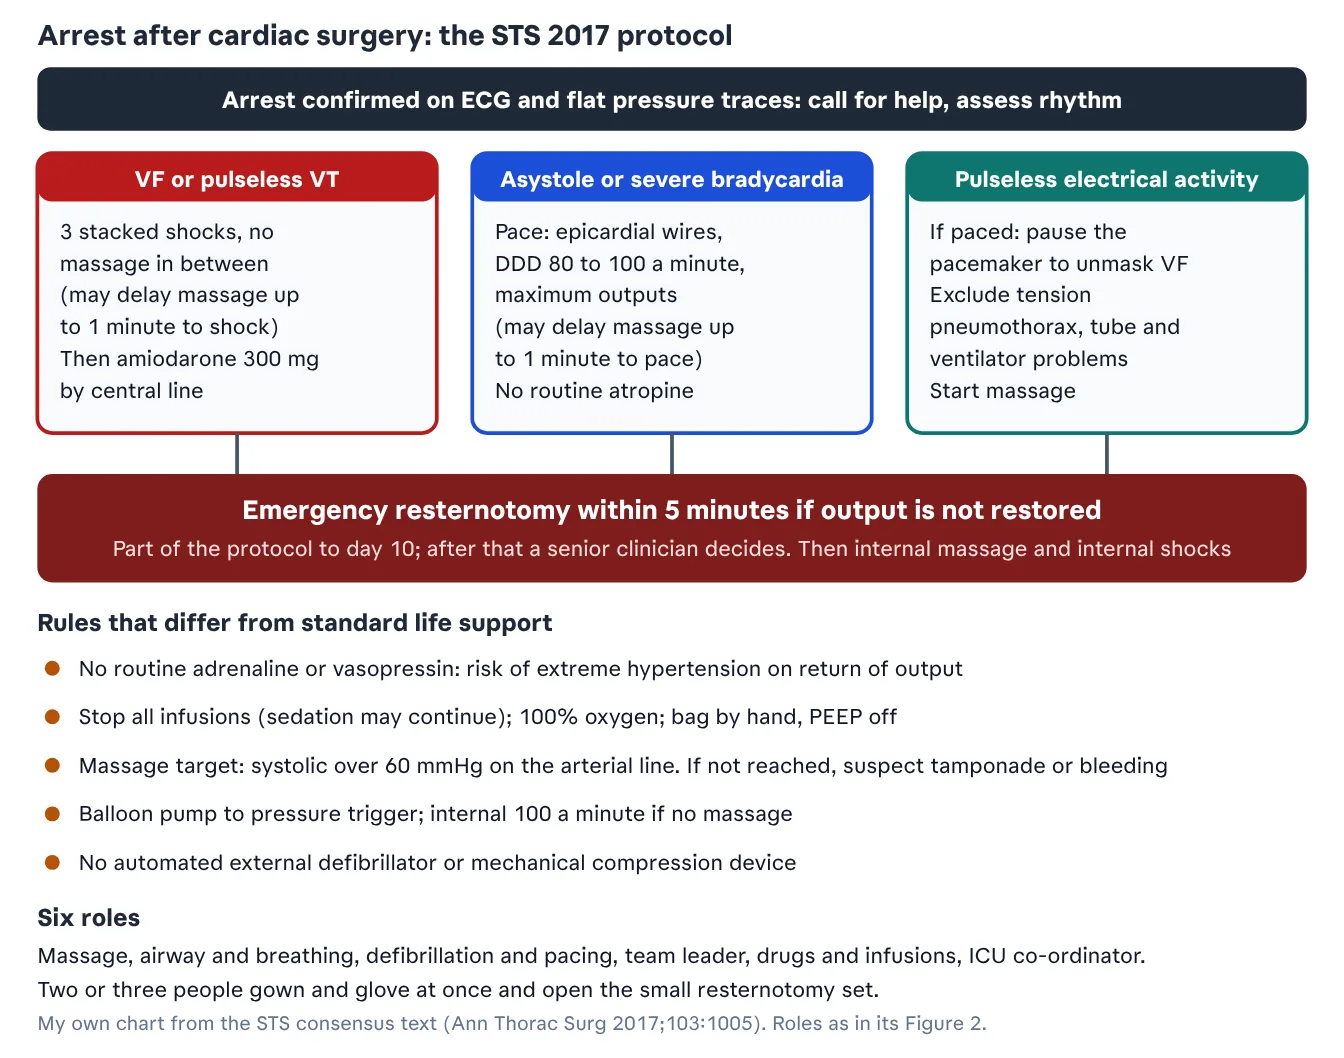 Arrest after cardiac surgery: the STS 2017 protocol
Arrest confirmed on ECG and flat pressure traces: call for help, assess rhythm
VF or pulseless VT
3 stacked shocks, no
massage in between
(may delay massage up
to 1 minute to shock)
Then amiodarone 300 mg
by central line
Asystole or severe bradycardia
Pace: epicardial wires,
DDD 80 to 100 a minute,
maximum outputs
(may delay massage up
to 1 minute to pace)
No routine atropine
Pulseless electrical activity
If paced: pause the
pacemaker to unmask VF
Exclude tension
pneumothorax, tube and
ventilator problems
Start massage
Emergency resternotomy within 5 minutes if output is not restored
Part of the protocol to day 10; after that a senior clinician decides. Then internal massage and internal shocks
Rules that differ from standard life support
No routine adrenaline or vasopressin: risk of extreme hypertension on return of output
Stop all infusions (sedation may continue); 100% oxygen; bag by hand, PEEP off
Massage target: systolic over 60 mmHg on the arterial line. If not reached, suspect tamponade or bleeding
Balloon pump to pressure trigger; internal 100 a minute if no massage
No automated external defibrillator or mechanical compression device
Six roles
Massage, airway and breathing, defibrillation and pacing, team leader, drugs and infusions, ICU co-ordinator.
Two or three people gown and glove at once and open the small resternotomy set.
My own chart from the STS consensus text (Ann Thorac Surg 2017;103:1005). Roles as in its Figure 2.